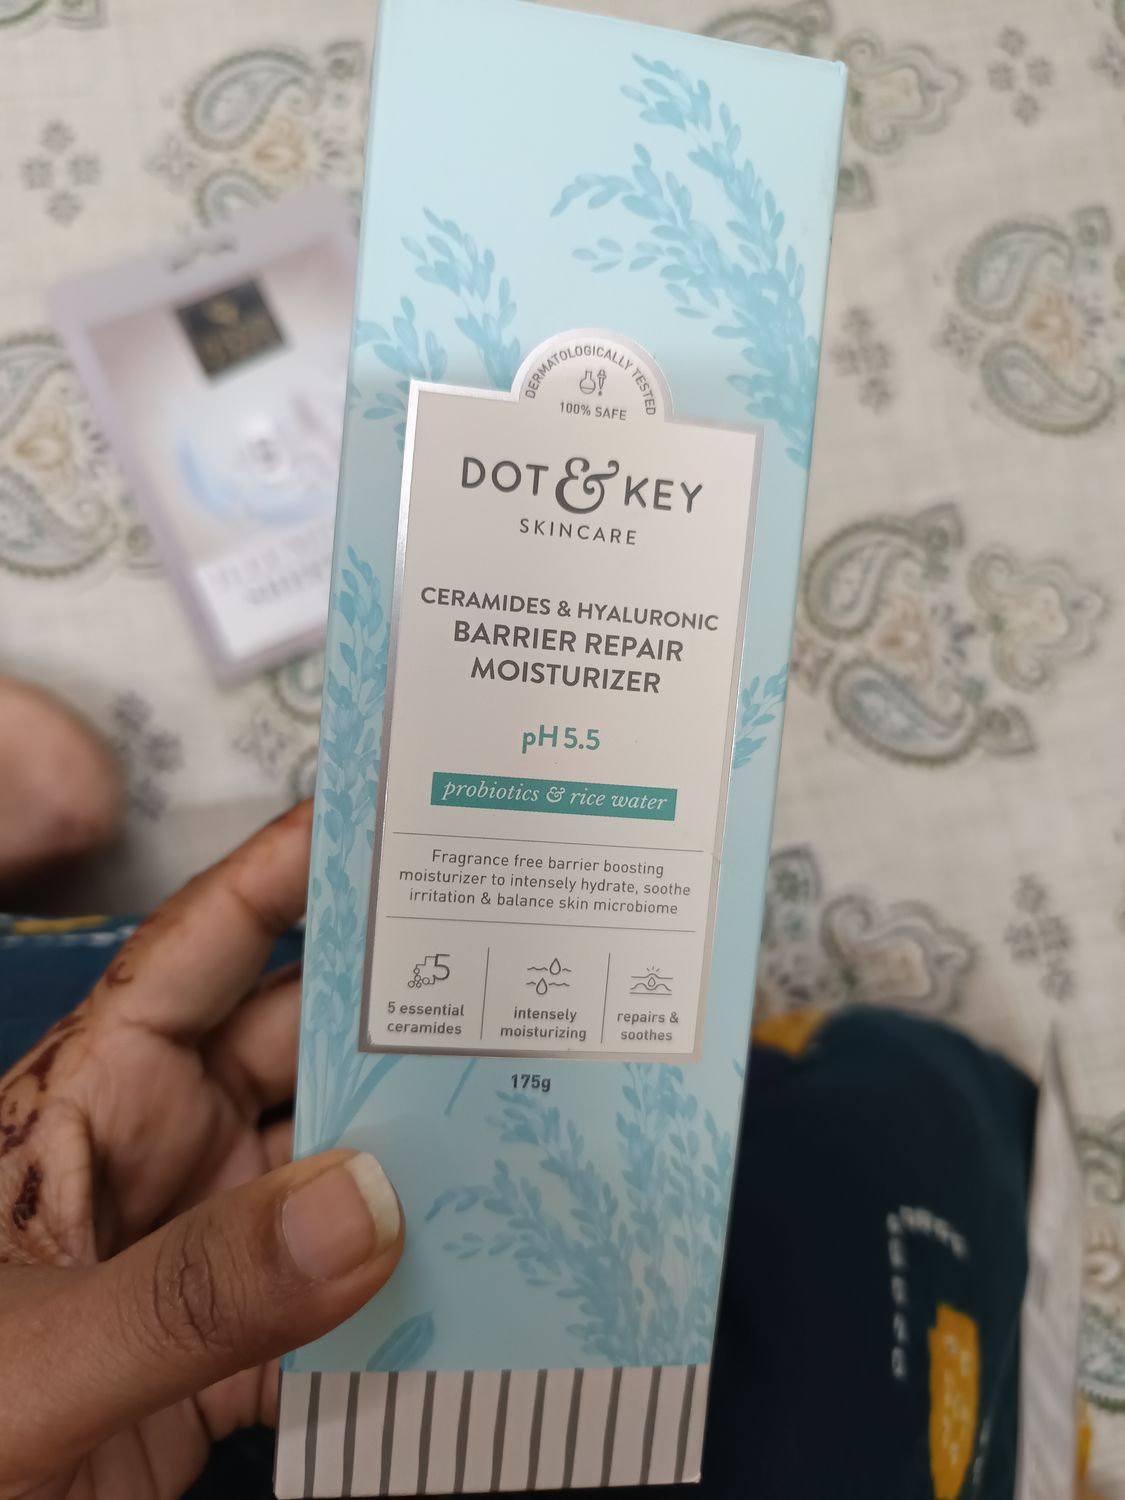 DERMATOLOGICALLY TESTED
100% SAFE
DOT & KEY
SKINCARE
CERAMIDES & HYALURONIC
BARRIER REPAIR
MOISTURIZER
pH 5.5
probiotics & rice water
Fragrance free barrier boosting
moisturizer to intensely hydrate, soothe
irritation & balance skin microbiome
5
5 essential
ceramides
intensely
moisturizing
repairs &
soothes
175g